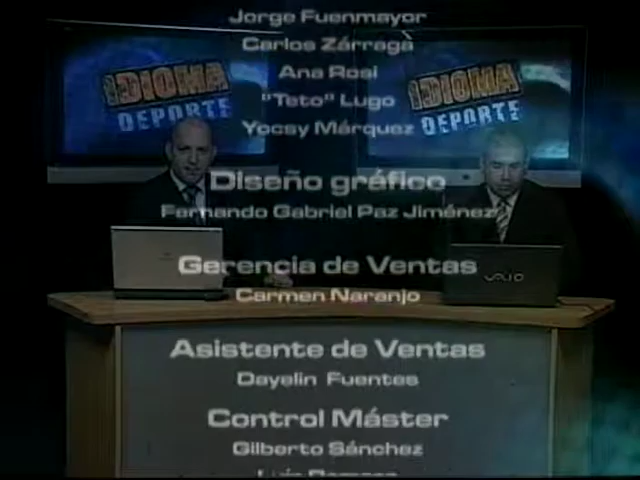 Jorge Fuenmayor
Carlos Zárraga
Ana Rosi
"Teto" Lugo
Yocsy Márquez
IDIOMA
DEPORTE
IDIOMA
DEPORTE
Diseño gráfico
Fernando Gabriel Paz Jiménez
Gerencia de Ventas
VAIO
Carmen Naranjo
Asistente de Ventas
Dayelin Fuentes
Control Máster
Gilberto Sánchez